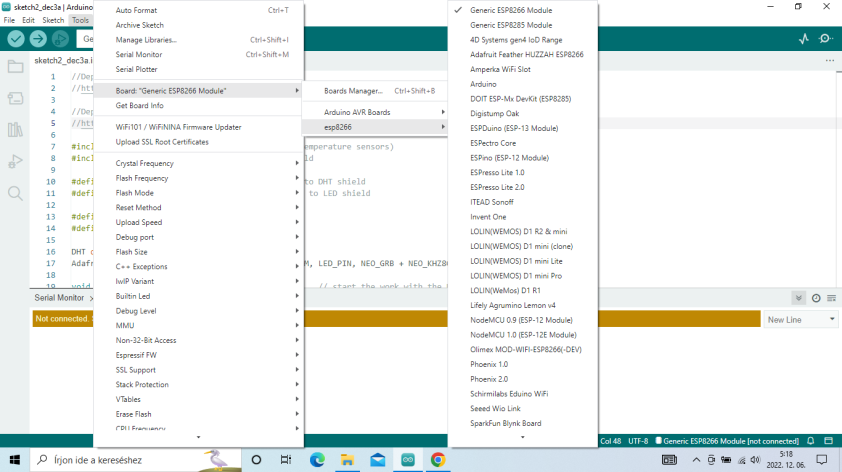 sketch2_dec3a | Arduino
File Edit Sketch Tools
Ge
sketch2_dec3a.i
1 //Dep
2 //htt
3
4 //Dep
5 //htt
6
7 #incl
8 #incl
9
10 #defi
11 #defi
12
13 #defi
14 #defi
15
16 DHT
17 Adafr
18
19 void
emperature sensors)
ld
to DHT shield
to LED shield
M, LED_PIN, NEO_GRB + NEO_KHZ8
// start the work with the
Auto Format Ctrl+T
Archive Sketch
Manage Libraries... Ctrl+Shift+I
Serial Monitor Ctrl+Shift+M
Serial Plotter
Board: "Generic ESP8266 Module"
Get Board Info
WiFi101 / WiFiNINA Firmware Updater
Upload SSL Root Certificates
Crystal Frequency
Flash Frequency
Flash Mode
Reset Method
Upload Speed
Debug port
Flash Size
C++ Exceptions
lwIP Variant
Builtin Led
Debug Level
MMU
Non-32-Bit Access
Espressif FW
SSL Support
Stack Protection
VTables
Erase Flash
CPU Frequency
Boards Manager... Ctrl+Shift+B
Arduino AVR Boards
esp8266
Generic ESP8266 Module
Generic ESP8285 Module
4D Systems gen4 IoD Range
Adafruit Feather HUZZAH ESP8266
Amperka WiFi Slot
Arduino
DOIT ESP-Mx DevKit (ESP8285)
Digistump Oak
ESPDuino (ESP-13 Module)
ESPectro Core
ESPino (ESP-12 Module)
ESPresso Lite 1.0
ESPresso Lite 2.0
ITEAD Sonoff
Invent One
LOLIN(WEMOS) D1 R2 & mini
LOLIN(WEMOS) D1 mini (clone)
LOLIN(WEMOS) D1 mini Lite
LOLIN(WEMOS) D1 mini Pro
LOLIN(WeMos) D1 R1
Lifely Agrumino Lemon v4
NodeMCU 0.9 (ESP-12 Module)
NodeMCU 1.0 (ESP-12E Module)
Olimex MOD-WIFI-ESP8266(-DEV)
Phoenix 1.0
Phoenix 2.0
Schirmilabs Eduino WiFi
Seeed Wio Link
SparkFun Blynk Board
Serial Monitor
Not connected.
New Line
Col 48 UTF-8 Generic ESP8266 Module [not connected]
Írjon ide a kereséshez
5:18
2022. 12. 06.